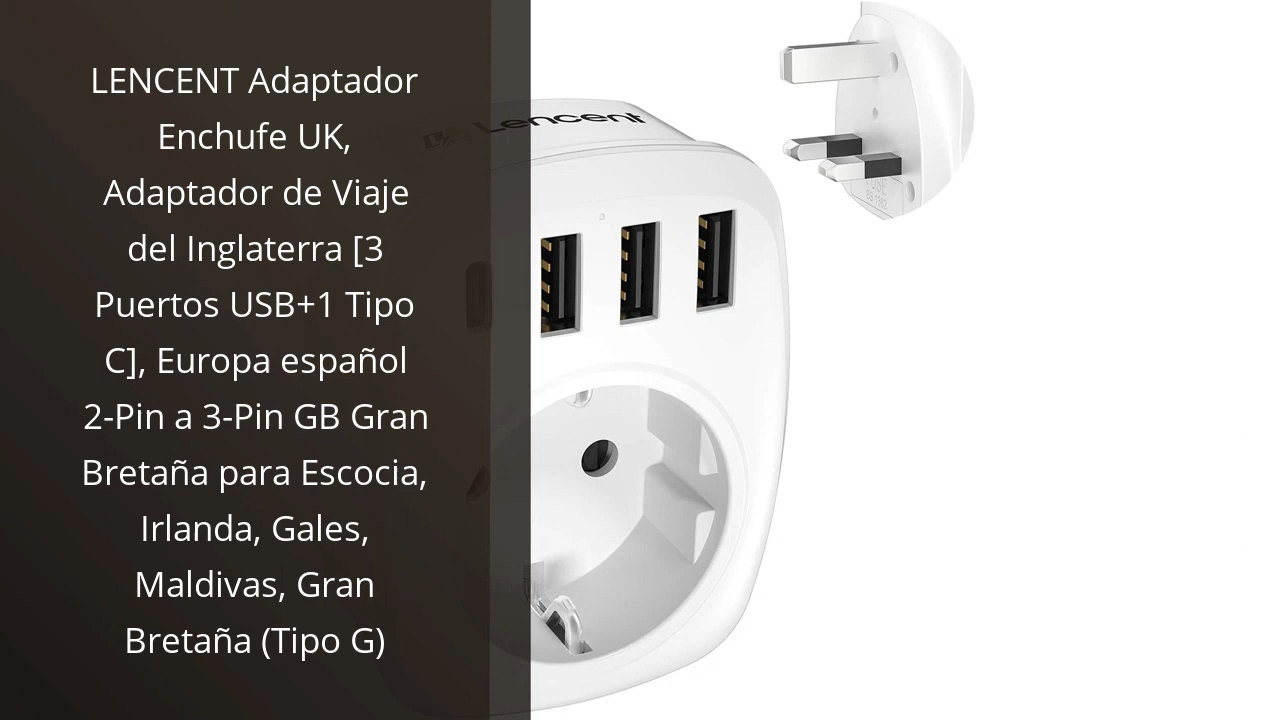 LENCENT Adaptador
Enchufe UK,
Adaptador de Viaje
del Inglaterra [3
Puertos USB+1 Tipo
C], Europa español
2-Pin a 3-Pin GB Gran
Bretaña para Escocia,
Irlanda, Gales,
Maldivas, Gran
Bretaña (Tipo G)
Lencent